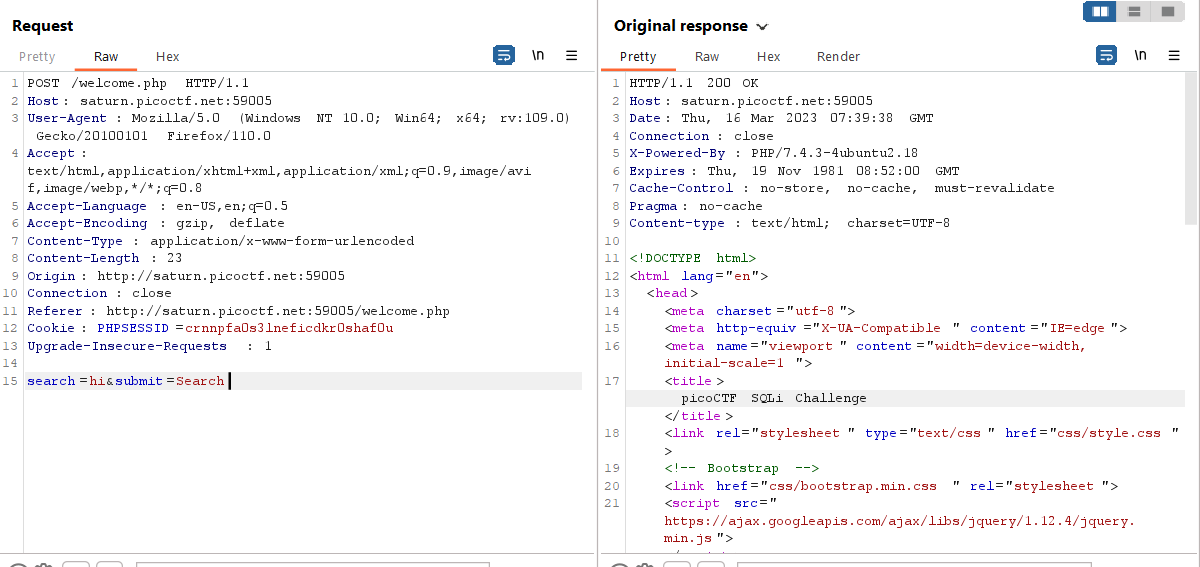 Request
Pretty Raw Hex \n
1 POST /welcome.php HTTP/1.1
2 Host: saturn.picoctf.net:59005
3 User-Agent: Mozilla/5.0 (Windows NT 10.0; Win64; x64; rv:109.0)
Gecko/20100101 Firefox/110.0
4 Accept:
text/html,application/xhtml+xml,application/xml;q=0.9,image/avi
f,image/webp,*/*;q=0.8
5 Accept-Language: en-US,en;q=0.5
6 Accept-Encoding: gzip, deflate
7 Content-Type: application/x-www-form-urlencoded
8 Content-Length: 23
9 Origin: http://saturn.picoctf.net:59005
10 Connection: close
11 Referer: http://saturn.picoctf.net:59005/welcome.php
12 Cookie: PHPSESSID=crnnpfa0s3lneficdkr0shaf0u
13 Upgrade-Insecure-Requests: 1
14
15 search=hi&submit=Search
Original response
Pretty Raw Hex Render \n
1 HTTP/1.1 200 OK
2 Host: saturn.picoctf.net:59005
3 Date: Thu, 16 Mar 2023 07:39:38 GMT
4 Connection: close
5 X-Powered-By: PHP/7.4.3-4ubuntu2.18
6 Expires: Thu, 19 Nov 1981 08:52:00 GMT
7 Cache-Control: no-store, no-cache, must-revalidate
8 Pragma: no-cache
9 Content-type: text/html; charset=UTF-8
10
11 <!DOCTYPE html>
12 <html lang="en">
13 <head>
14 <meta charset="utf-8">
15 <meta http-equiv="X-UA-Compatible" content="IE=edge">
16 <meta name="viewport" content="width=device-width,
initial-scale=1">
17 <title>
picoCTF SQLi Challenge
</title>
18 <link rel="stylesheet" type="text/css" href="css/style.css"
>
19 <!-- Bootstrap -->
20 <link href="css/bootstrap.min.css" rel="stylesheet">
21 <script src="
https://ajax.googleapis.com/ajax/libs/jquery/1.12.4/jquery.
min.js">